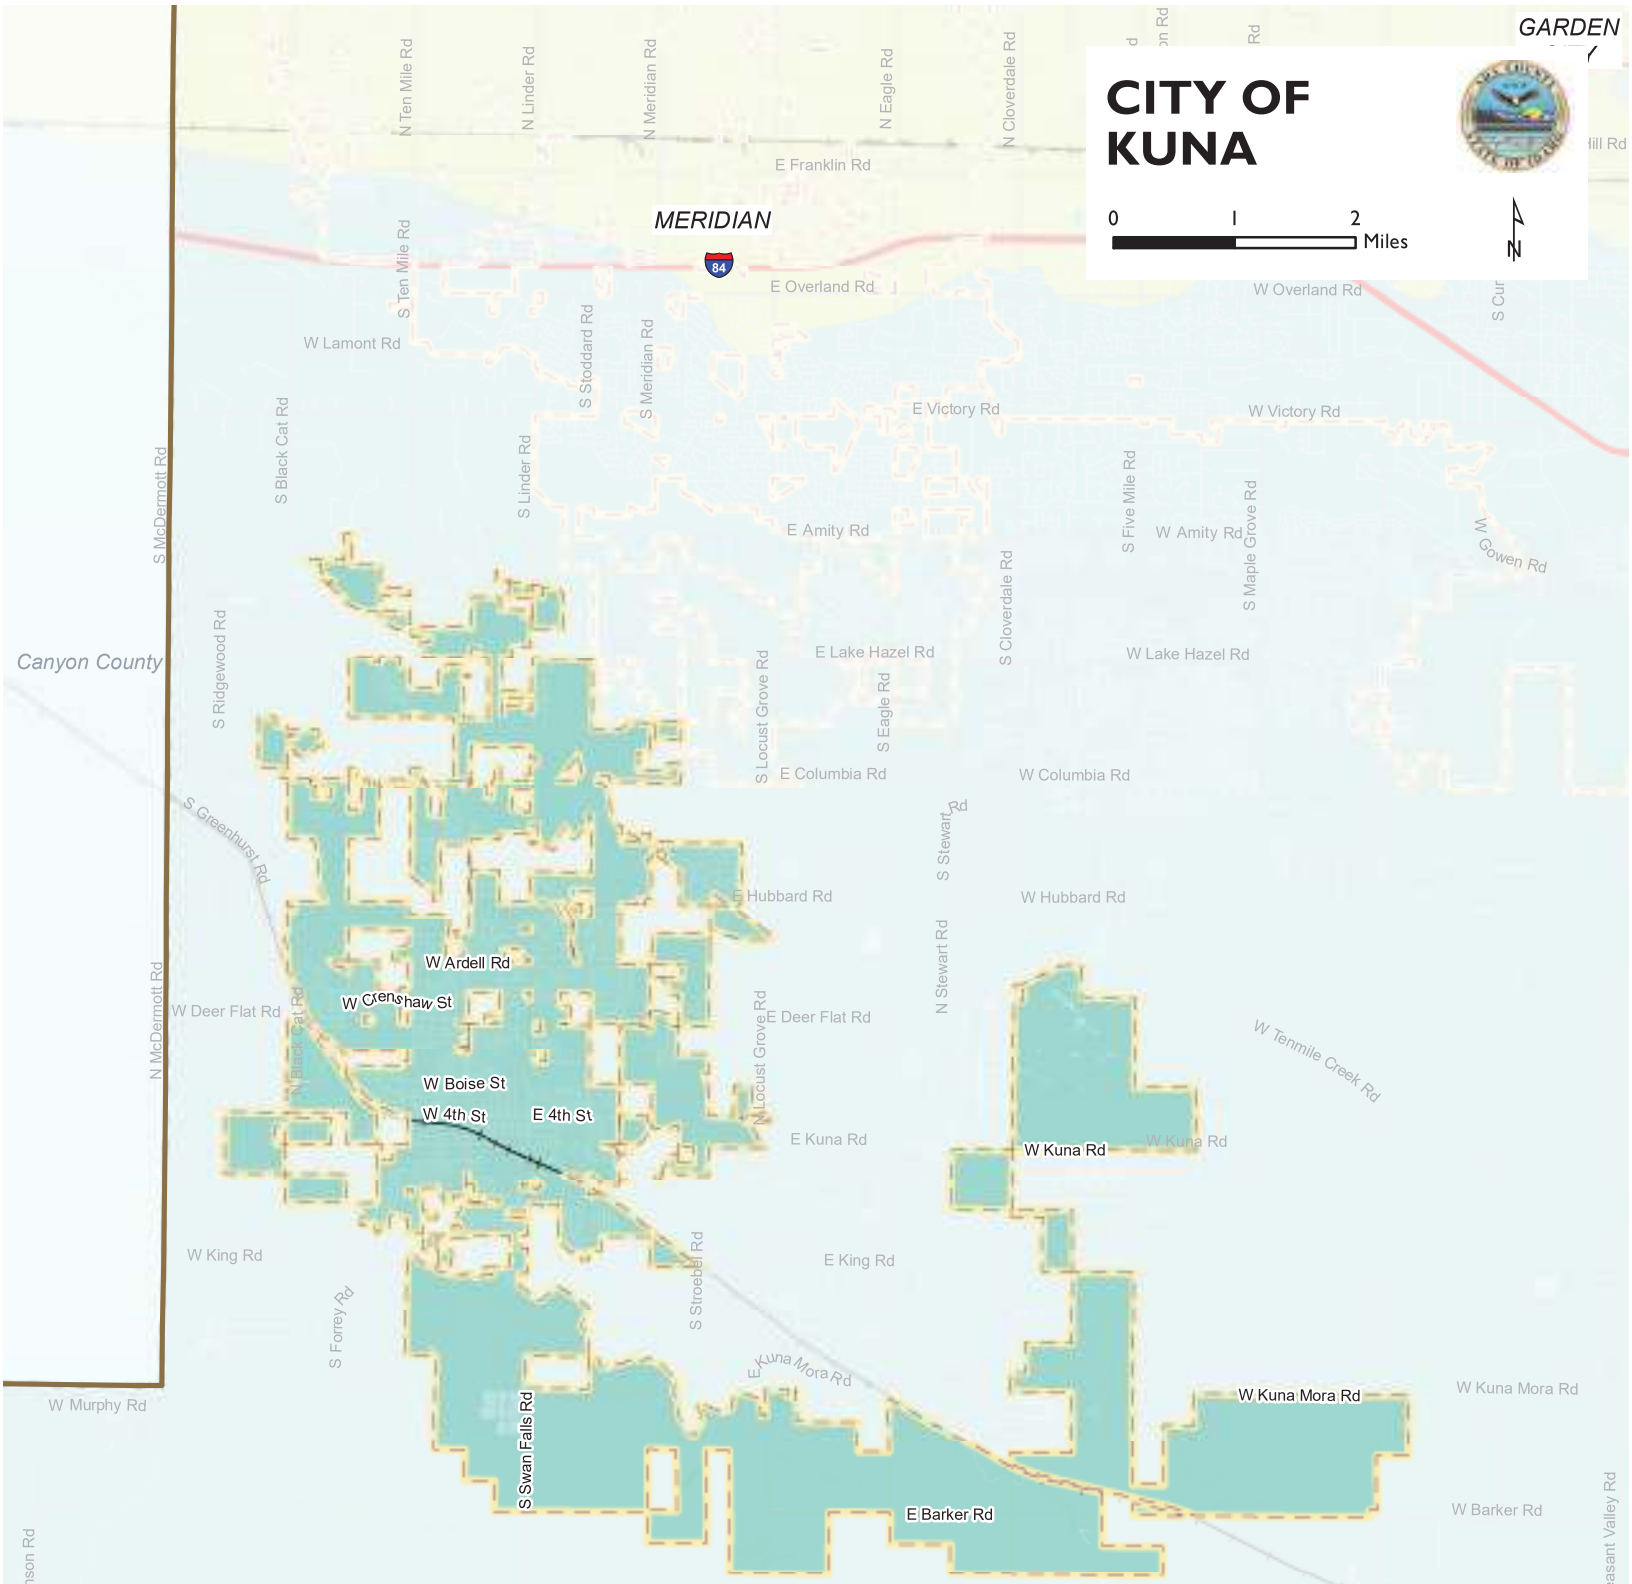 GARDEN
CITY OF
KUNA
0 1 2
Miles
N
N Ten Mile Rd
N Linder Rd
N Meridian Rd
N Eagle Rd
N Cloverdale Rd
E Franklin Rd
MERIDIAN
84
S Ten Mile Rd
E Overland Rd
W Overland Rd
W Lamont Rd
S Stoddard Rd
S Meridian Rd
S Black Cat Rd
E Victory Rd
W Victory Rd
S McDermott Rd
S Linder Rd
S Five Mile Rd
S Maple Grove Rd
E Amity Rd
W Amity Rd
W Gowen Rd
S Cloverdale Rd
Canyon County
S Ridgewood Rd
E Lake Hazel Rd
W Lake Hazel Rd
S Locust Grove Rd
S Eagle Rd
E Columbia Rd
W Columbia Rd
S Greenhurst Rd
S Stewart Rd
E Hubbard Rd
W Hubbard Rd
W Ardell Rd
N Stewart Rd
W Crenshaw St
W Deer Flat Rd
N McDermott Rd
N Black Cat Rd
N Locust Grove Rd
E Deer Flat Rd
W Tenmile Creek Rd
W Boise St
W 4th St
E 4th St
E Kuna Rd
W Kuna Rd
W Kuna Rd
W King Rd
E King Rd
S Stroebel Rd
S Forrey Rd
E Kuna Mora Rd
W Murphy Rd
W Kuna Mora Rd
W Kuna Mora Rd
S Swan Falls Rd
E Barker Rd
W Barker Rd